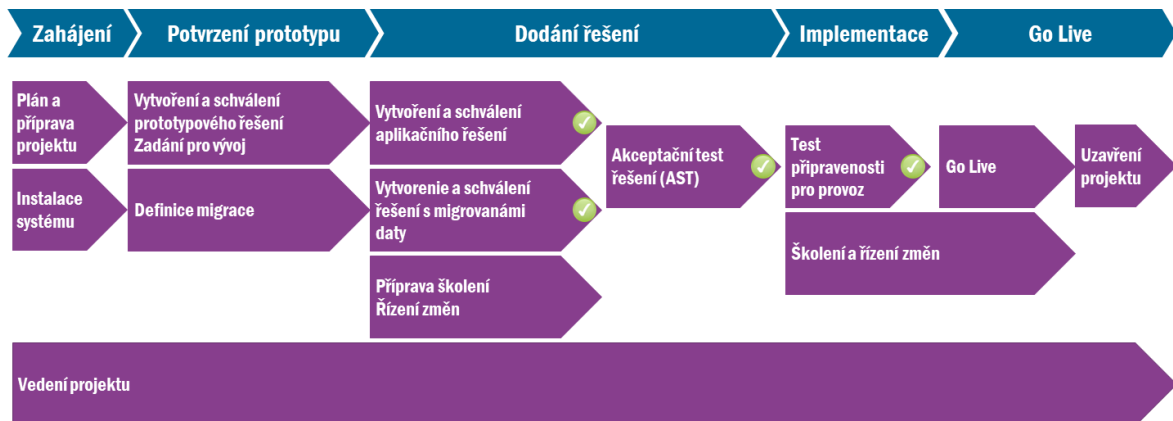 Zahájení
Potvrzení prototypu
Dodání řešení
Implementace
Go Live
Plán a
příprava
projektu
Vytvoření a schválení
prototypového řešení
Zadání pro vývoj
Vytvoření a schválení
aplikačního řešení
Akceptační test
řešení (AST)
Test
připravenosti
pro provoz
Go Live
Uzavření
projektu
Instalace
systému
Definice migrace
Vytvorenie a schválení
řešení s migrovanámi
daty
Školení a řízení změn
Příprava školení
Řízení změn
Vedení projektu